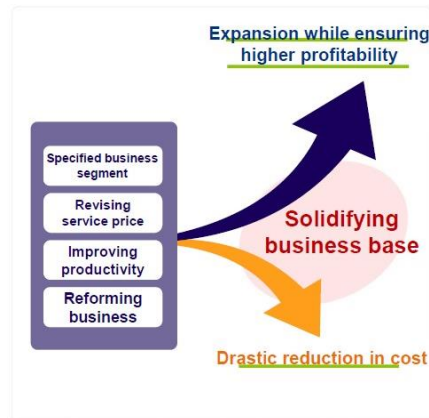 Expansion while ensuring
higher profitability
Specified business
segment
Revising
service price
Improving
productivity
Reforming
business
Solidifying
business base
Drastic reduction in cost